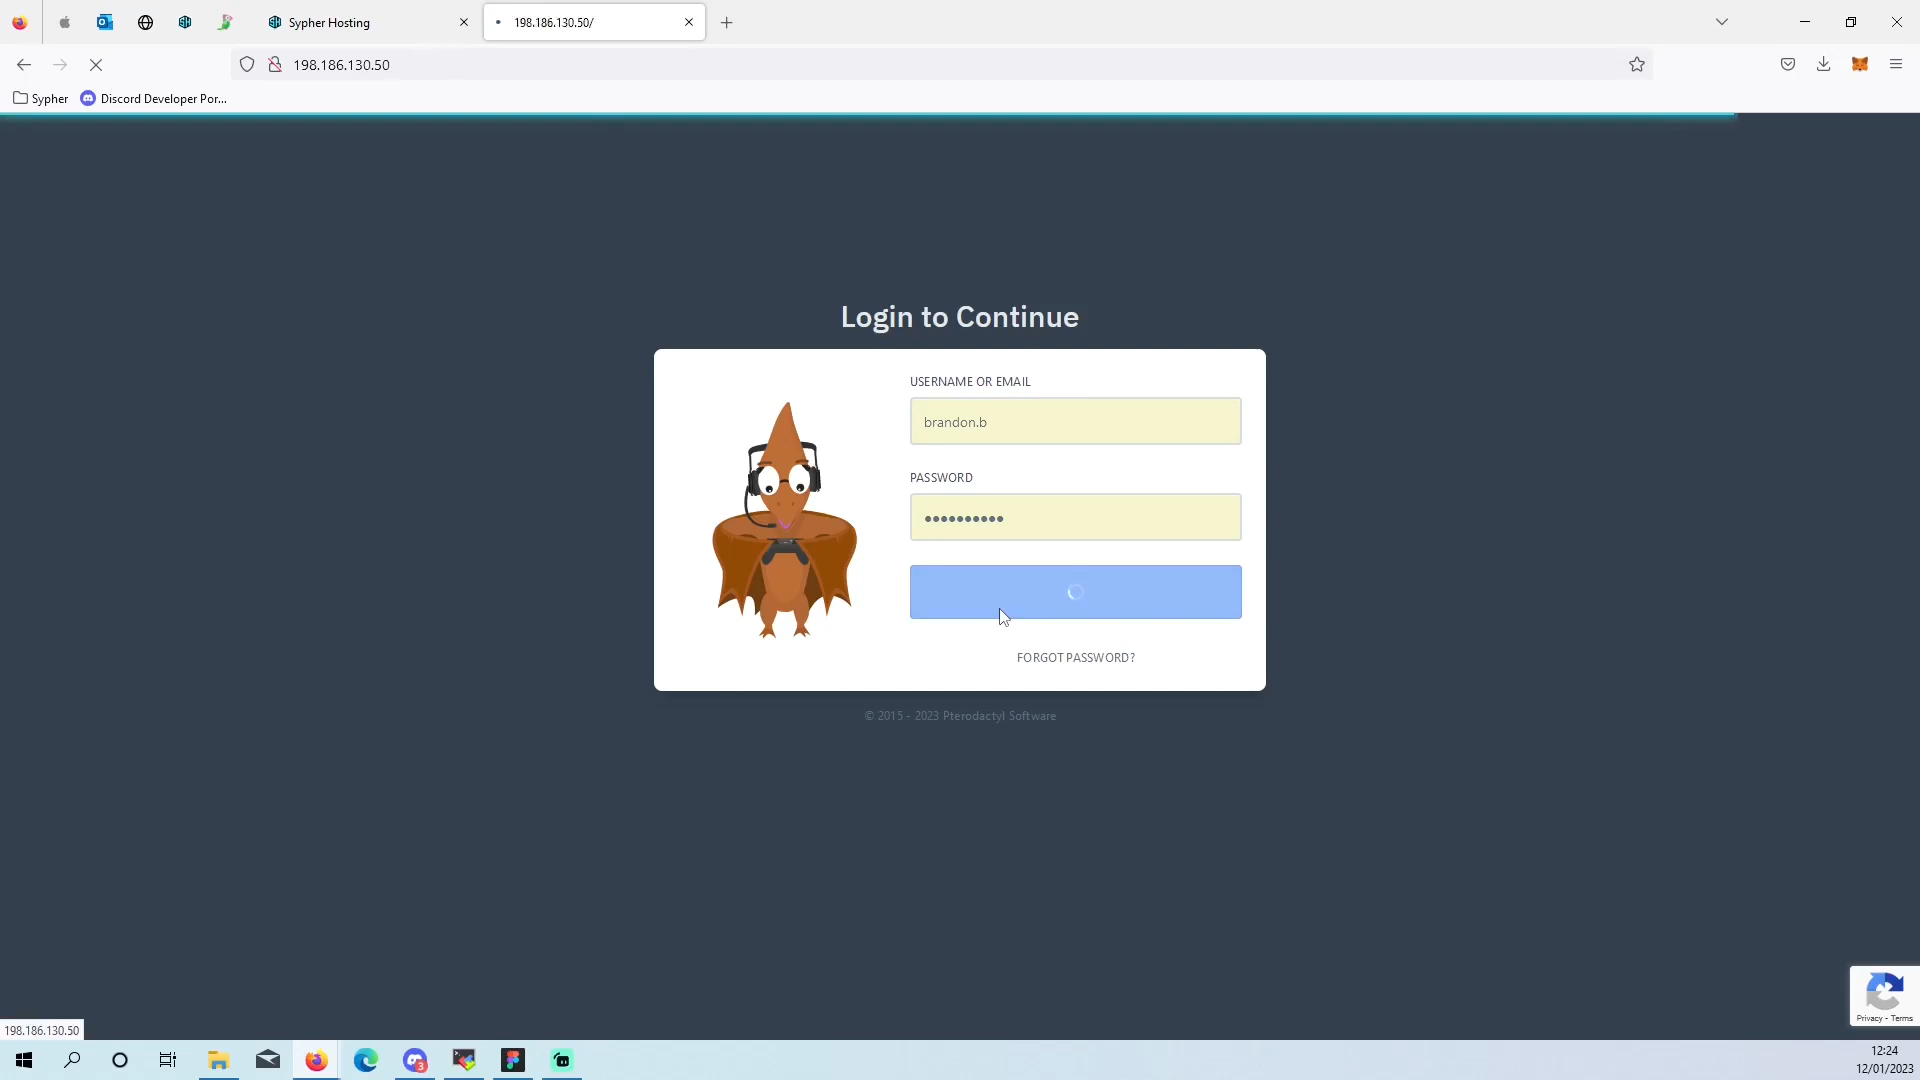 Sypher Hosting
198.186.130.50/
198.186.130.50
Sypher
Discord Developer Por...
Login to Continue
USERNAME OR EMAIL
brandon.b
PASSWORD
••••••••••
FORGOT PASSWORD?
© 2015 - 2023 Pterodactyl Software
Privacy - Terms
198.186.130.50
3
12:24
12/01/2023